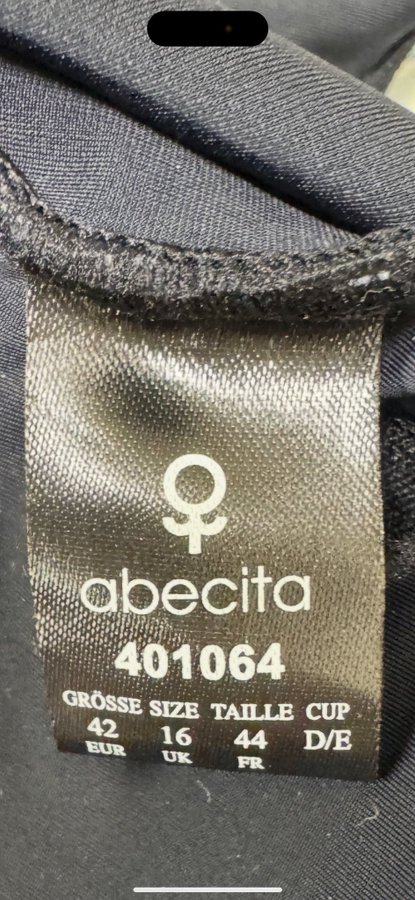 abecita
401064
GRÖSSE SIZE TAILLE CUP
42 16 44 D/E
EUR UK FR